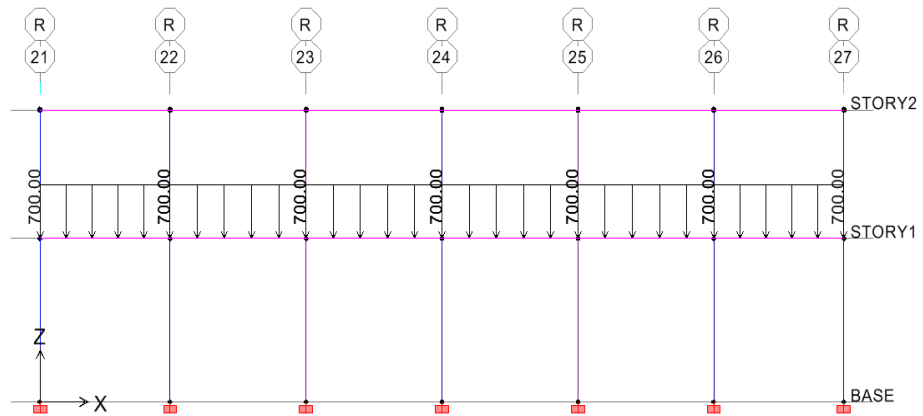 R R R R R R R
21 22 23 24 25 26 27
STORY2
700.00 700.00 700.00 700.00 700.00 700.00 700.00
STORY1
Z
X
BASE